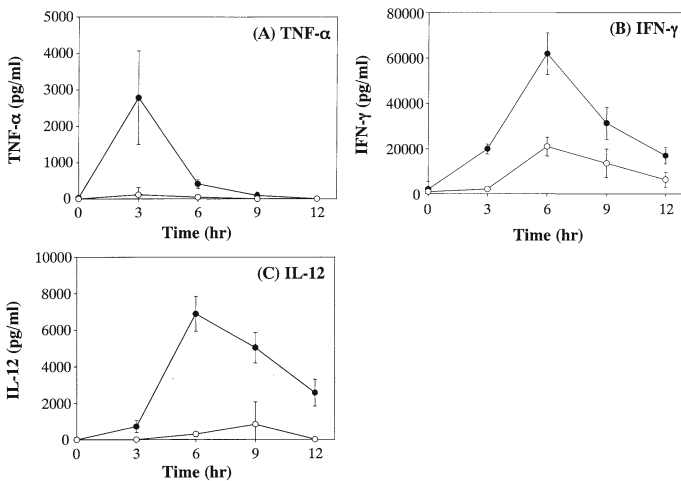 (A) TNF-α
TNF-α (pg/ml)
5000
4000
3000
2000
1000
0
0 3 6 9 12
Time (hr)
(B) IFN-γ
IFN-γ (pg/ml)
80000
60000
40000
20000
0
0 3 6 9 12
Time (hr)
(C) IL-12
IL-12 (pg/ml)
10000
8000
6000
4000
2000
0
0 3 6 9 12
Time (hr)